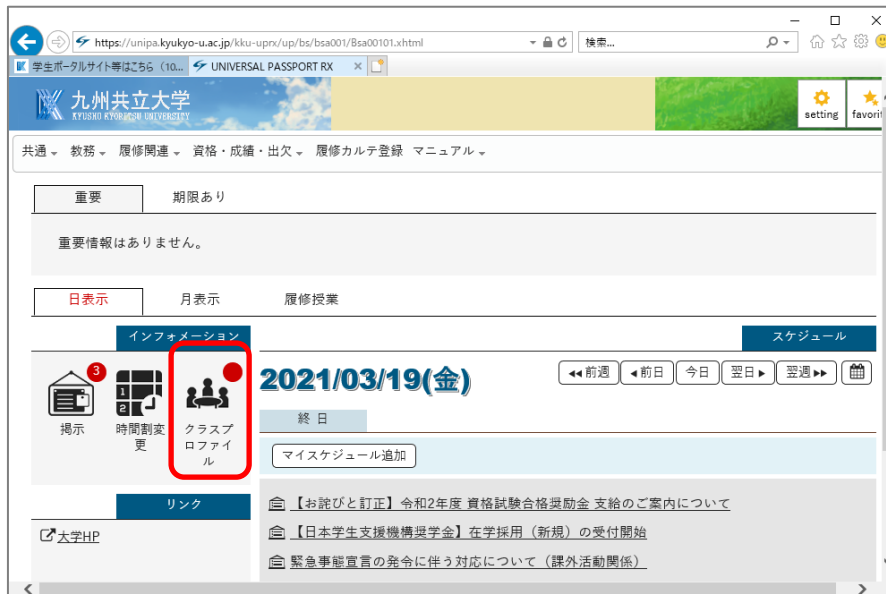 https://unipa.kyukyo-u.ac.jp/kku-uprx/up/bs/bsa001/Bsa00101.xhtml
検索...
学生ポータルサイト等はこちら（10...
UNIVERSAL PASSPORT RX
九州共立大学
KYUSHU KYORITSU UNIVERSITY
setting
favorit
共通 教務 履修関連 資格・成績・出欠 履修カルテ登録 マニュアル
重要 期限あり
重要情報はありません。
日表示 月表示 履修授業
インフォメーション
3
1
2
掲示
時間割変
更
クラスプ
ロファイ
ル
リンク
大学HP
スケジュール
2021/03/19(金)
前週 前日 今日 翌日 翌週
終日
マイスケジュール追加
【お詫びと訂正】令和2年度 資格試験合格奨励金 支給のご案内について
【日本学生支援機構奨学金】在学採用（新規）の受付開始
緊急事態宣言の発令に伴う対応について（課外活動関係）